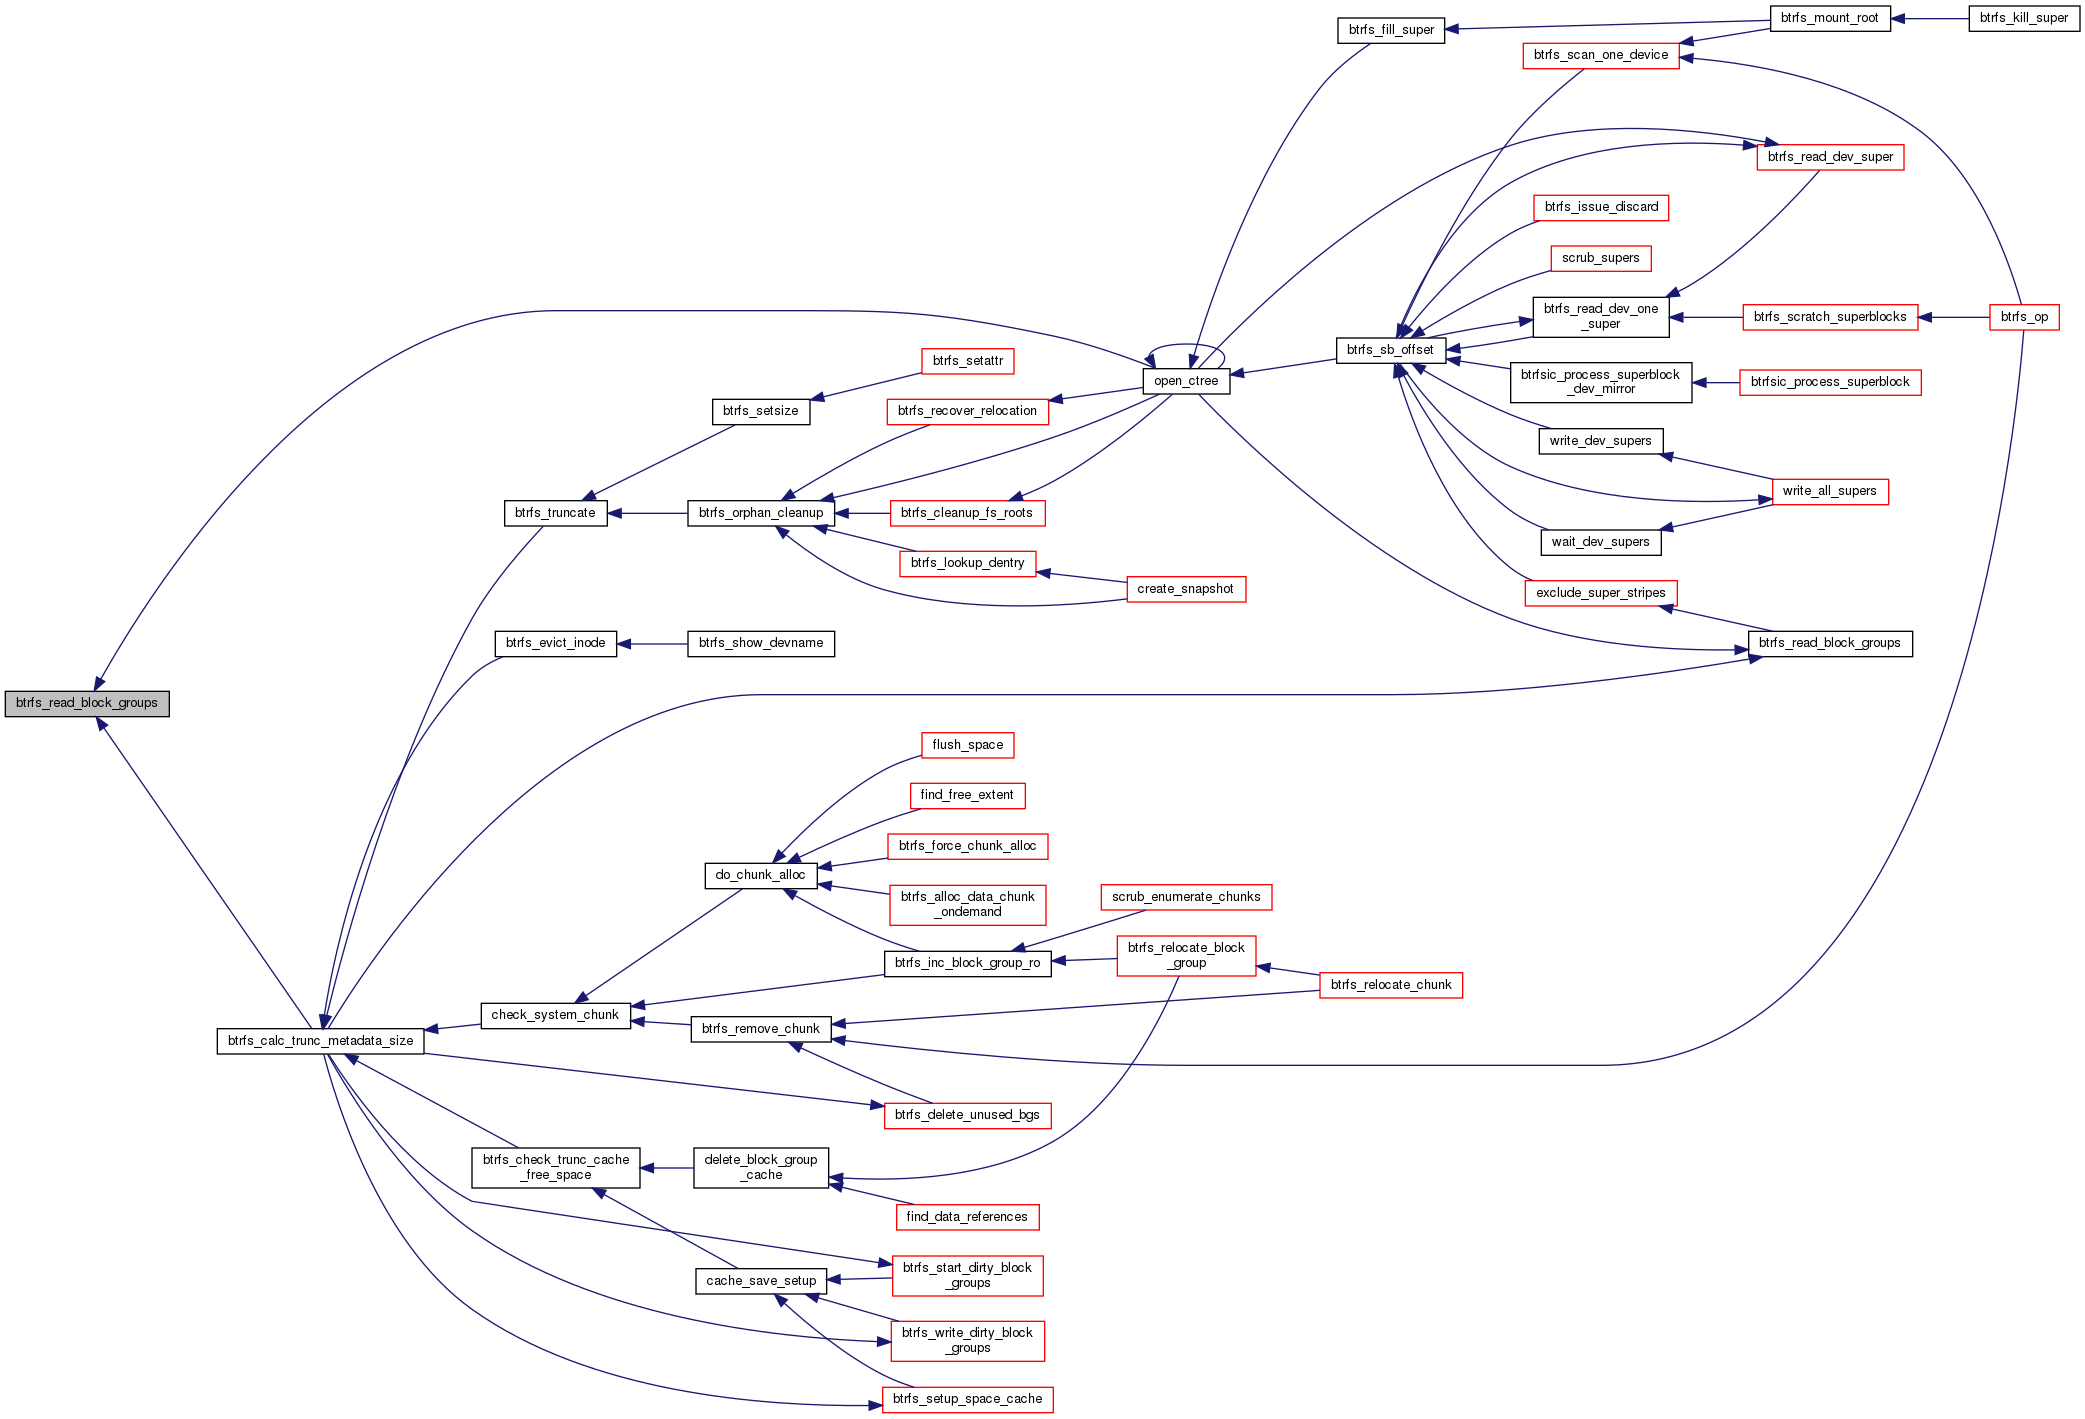 btrfs_fill_super
btrfs_mount_root
btrfs_kill_super
btrfs_scan_one_device
btrfs_read_dev_super
btrfs_issue_discard
scrub_supers
btrfs_read_dev_one
_super
btrfs_scratch_superblocks
btrfs_op
btrfs_sb_offset
btrfs_setattr
open_ctree
btrfsic_process_superblock
_dev_mirror
btrfsic_process_superblock
btrfs_setsize
btrfs_recover_relocation
write_dev_supers
write_all_supers
btrfs_truncate
btrfs_orphan_cleanup
btrfs_cleanup_fs_roots
wait_dev_supers
btrfs_lookup_dentry
create_snapshot
exclude_super_stripes
btrfs_evict_inode
btrfs_show_devname
btrfs_read_block_groups
btrfs_read_block_groups
flush_space
find_free_extent
btrfs_force_chunk_alloc
do_chunk_alloc
btrfs_alloc_data_chunk
_ondemand
scrub_enumerate_chunks
btrfs_inc_block_group_ro
btrfs_relocate_block
_group
btrfs_relocate_chunk
check_system_chunk
btrfs_remove_chunk
btrfs_calc_trunc_metadata_size
btrfs_delete_unused_bgs
btrfs_check_trunc_cache
_free_space
delete_block_group
_cache
find_data_references
cache_save_setup
btrfs_start_dirty_block
_groups
btrfs_write_dirty_block
_groups
btrfs_setup_space_cache